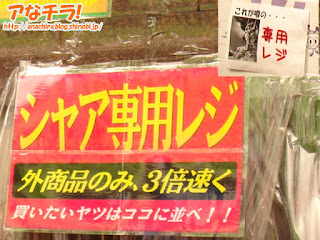 アなチラ!
http://anachira.blog.shinobi.jp/
これが噂の・・・
専用
レジ
シャア専用レジ
外商品のみ、3倍速く
買いたいヤツはココに並べ!!